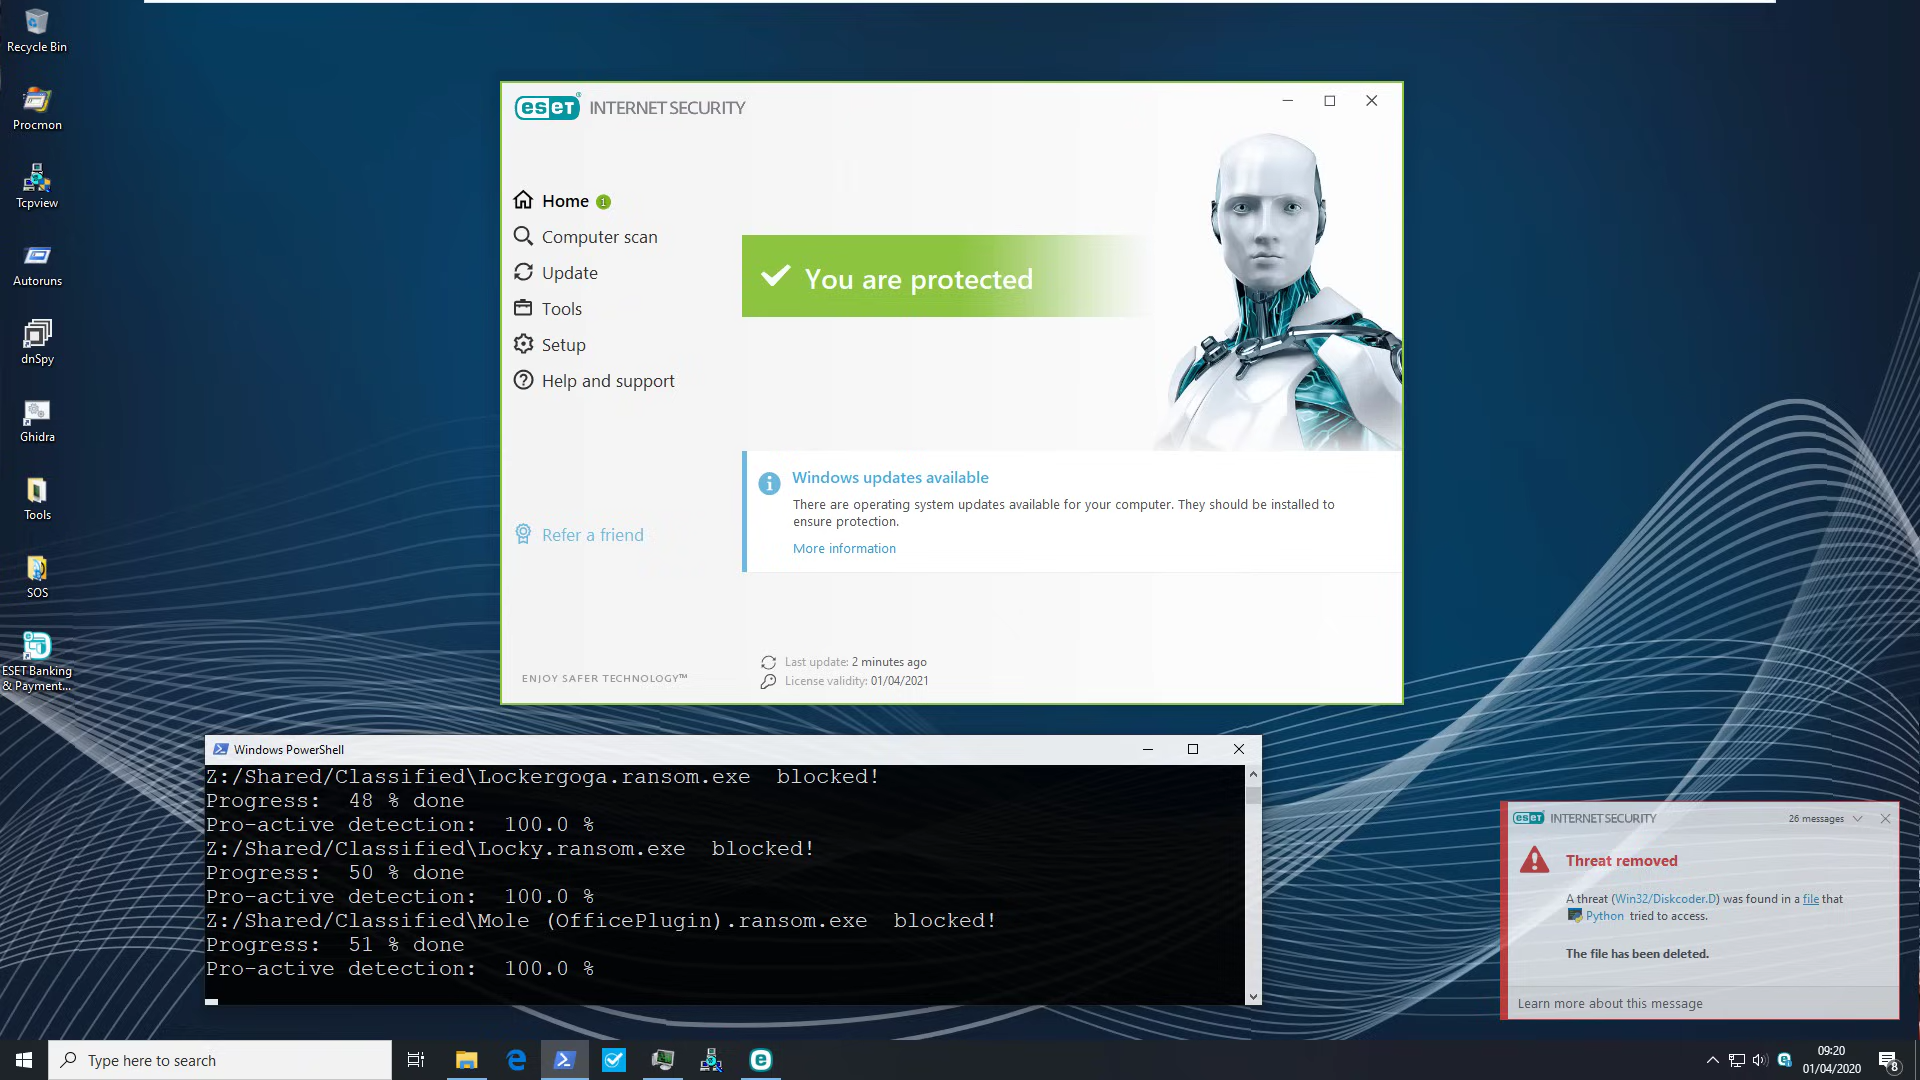 Recycle Bin
Procmon
Tcpview
Autoruns
dnSpy
Ghidra
Tools
SOS
ESET Banking
& Payment...
eseT® INTERNET SECURITY
Home 1
Computer scan
Update
Tools
Setup
Help and support
Refer a friend
ENJOY SAFER TECHNOLOGY™
You are protected
Windows updates available
There are operating system updates available for your computer. They should be installed to
ensure protection.
More information
Last update: 2 minutes ago
License validity: 01/04/2021
Windows PowerShell
Z:/Shared/Classified\Lockergoga.ransom.exe  blocked!
Progress:  48 % done
Pro-active detection:  100.0 %
Z:/Shared/Classified\Locky.ransom.exe  blocked!
Progress:  50 % done
Pro-active detection:  100.0 %
Z:/Shared/Classified\Mole (OfficePlugin).ransom.exe  blocked!
Progress:  51 % done
Pro-active detection:  100.0 %
eseT INTERNET SECURITY 26 messages
Threat removed
A threat (Win32/Diskcoder.D) was found in a file that
Python tried to access.
The file has been deleted.
Learn more about this message
Type here to search
09:20
01/04/2020
8